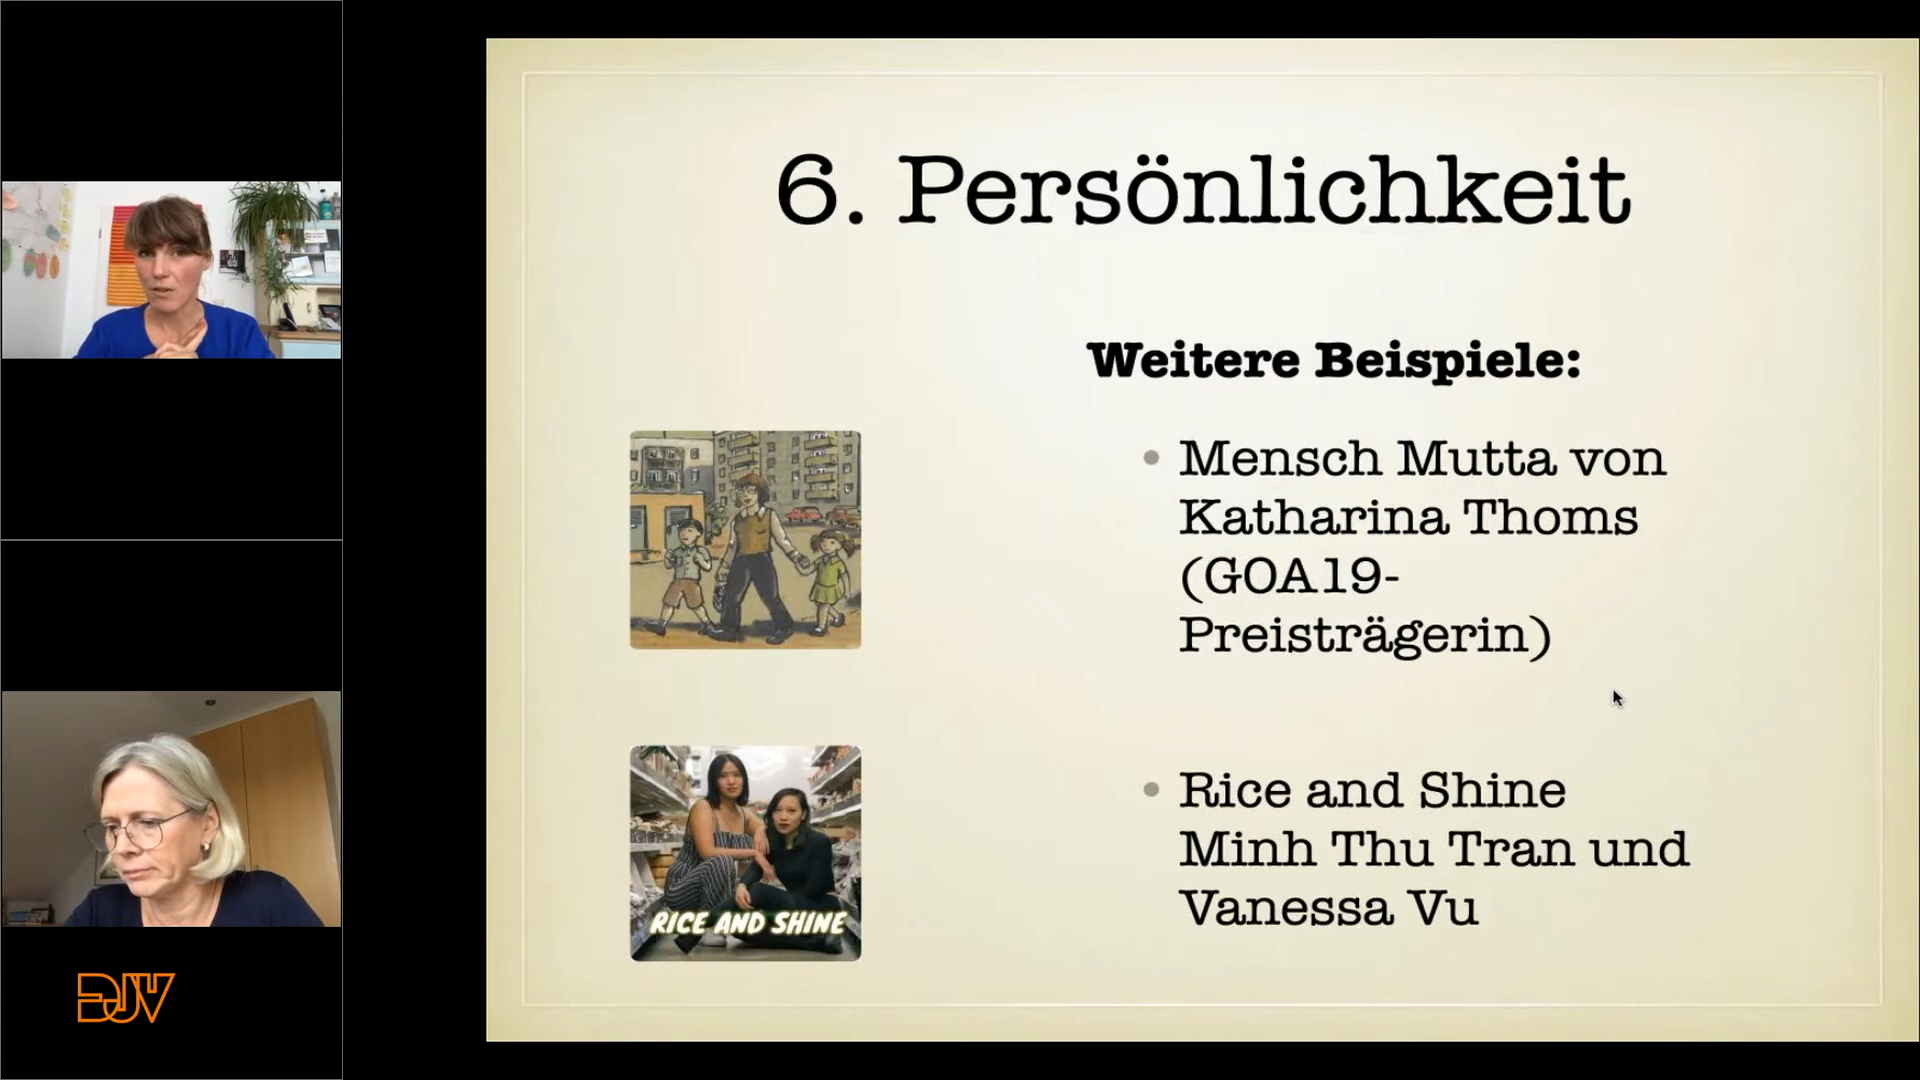 6. Persönlichkeit
Weitere Beispiele:
Mensch Mutta von
Katharina Thoms
(GOA19-
Preisträgerin)
RICE AND SHINE
Rice and Shine
Minh Thu Tran und
Vanessa Vu
DJV